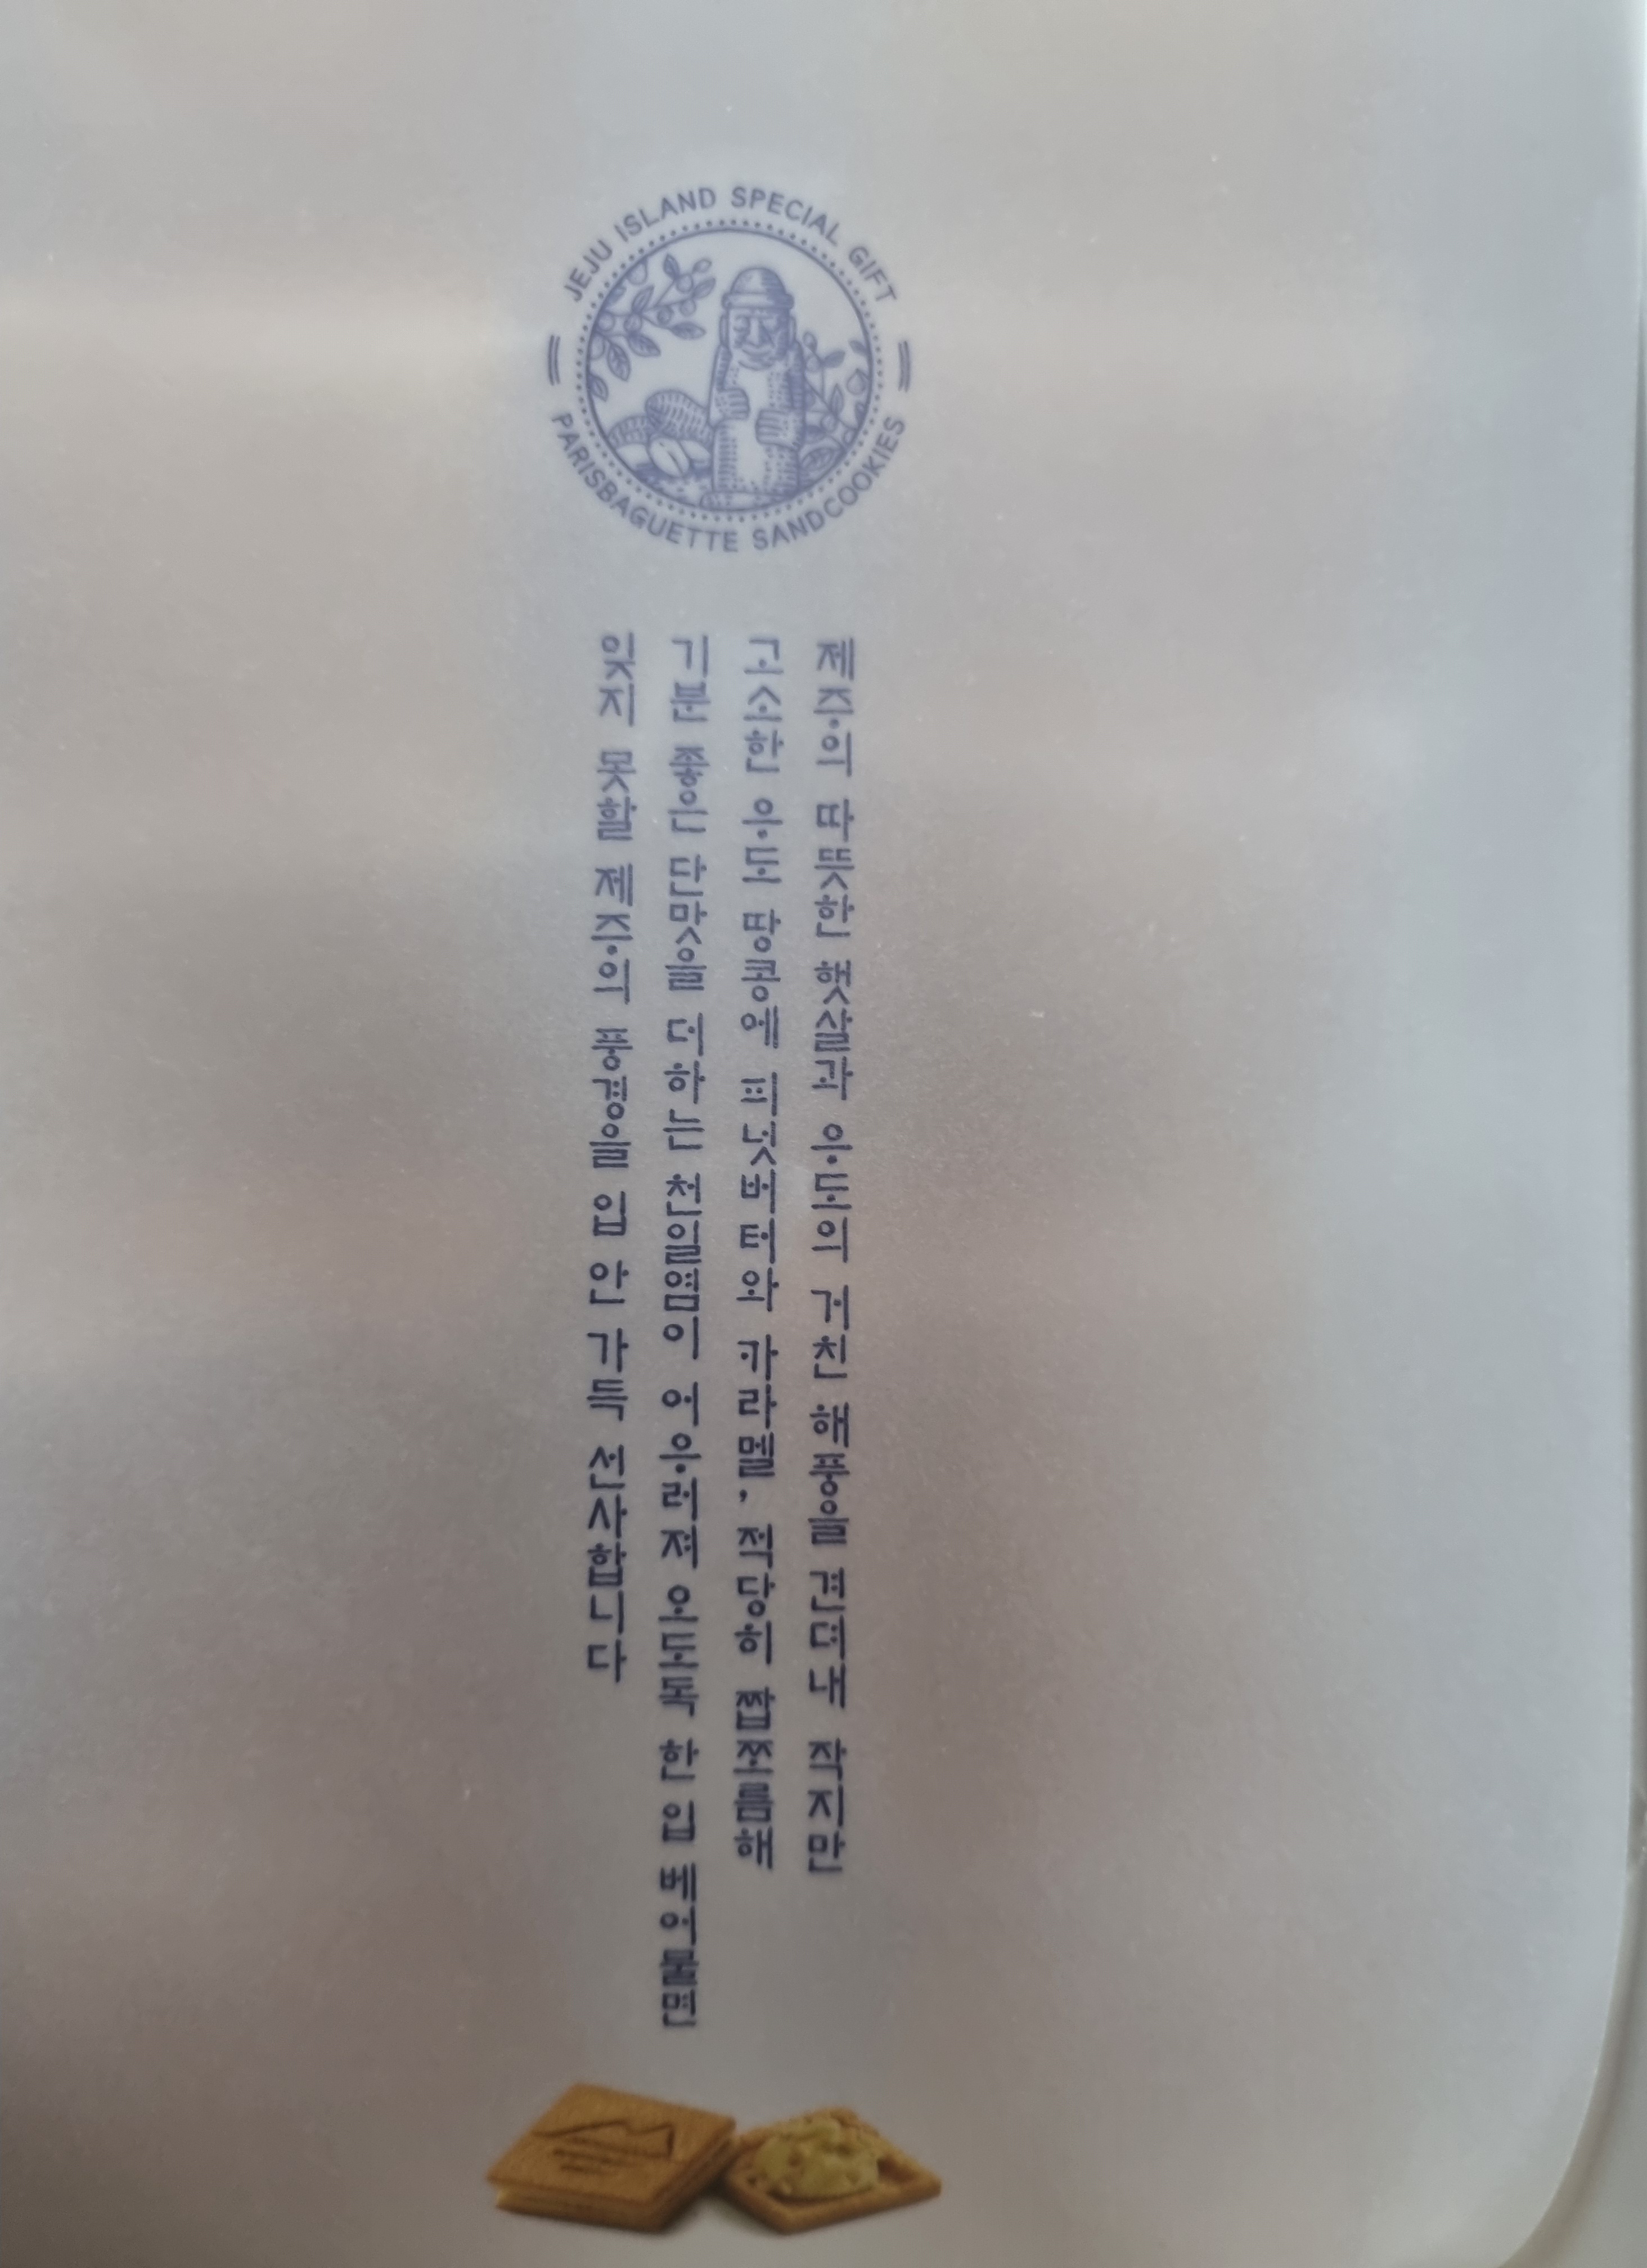 JEJU ISLAND SPECIAL GIFT
PARISBAGUETTE SANDCOOKIES
제주의 따뜻한 햇살과 우도의 거친 해풍을 견뎌내 작지만
고소한 우도 땅콩에 비곳버터와 카라멜, 적당히 짭쪼름해
기분 좋은 단맛을 더하는 천일염이 어우러져 오도독 한 입 베어물면
잊지 못할 제주의 풍경을 입 안 가득 선사합니다